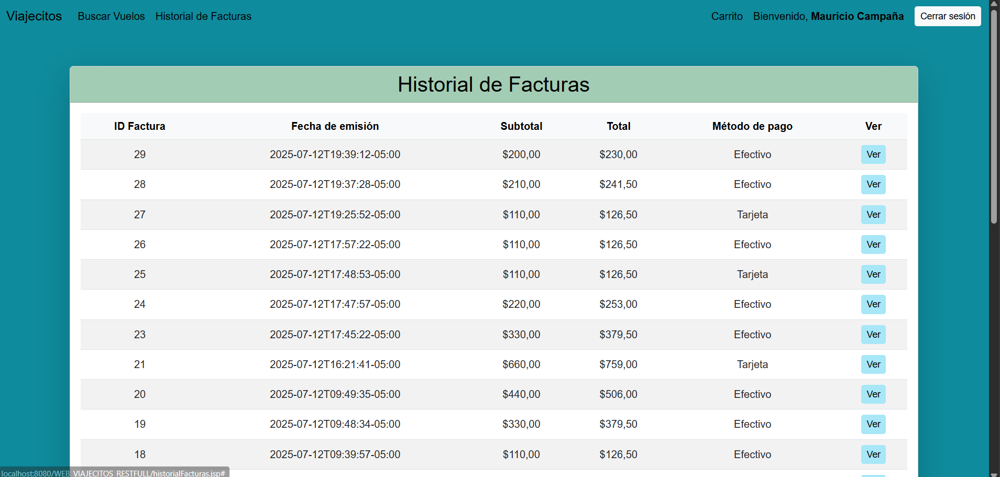 Viajecitos Buscar Vuelos Historial de Facturas Carrito Bienvenido, Mauricio Campaña Cerrar sesión
Historial de Facturas
ID Factura Fecha de emisión Subtotal Total Método de pago Ver
29 2025-07-12T19:39:12-05:00 $200,00 $230,00 Efectivo Ver
28 2025-07-12T19:37:28-05:00 $210,00 $241,50 Efectivo Ver
27 2025-07-12T19:25:52-05:00 $110,00 $126,50 Tarjeta Ver
26 2025-07-12T17:57:22-05:00 $110,00 $126,50 Efectivo Ver
25 2025-07-12T17:48:53-05:00 $110,00 $126,50 Tarjeta Ver
24 2025-07-12T17:47:57-05:00 $220,00 $253,00 Efectivo Ver
23 2025-07-12T17:45:22-05:00 $330,00 $379,50 Efectivo Ver
21 2025-07-12T16:21:41-05:00 $660,00 $759,00 Tarjeta Ver
20 2025-07-12T09:49:35-05:00 $440,00 $506,00 Efectivo Ver
19 2025-07-12T09:48:34-05:00 $330,00 $379,50 Efectivo Ver
18 2025-07-12T09:39:57-05:00 $110,00 $126,50 Efectivo Ver
localhost:8080/WEB_VIAJECITOS_RESTFULL/historialFacturas.jsp#